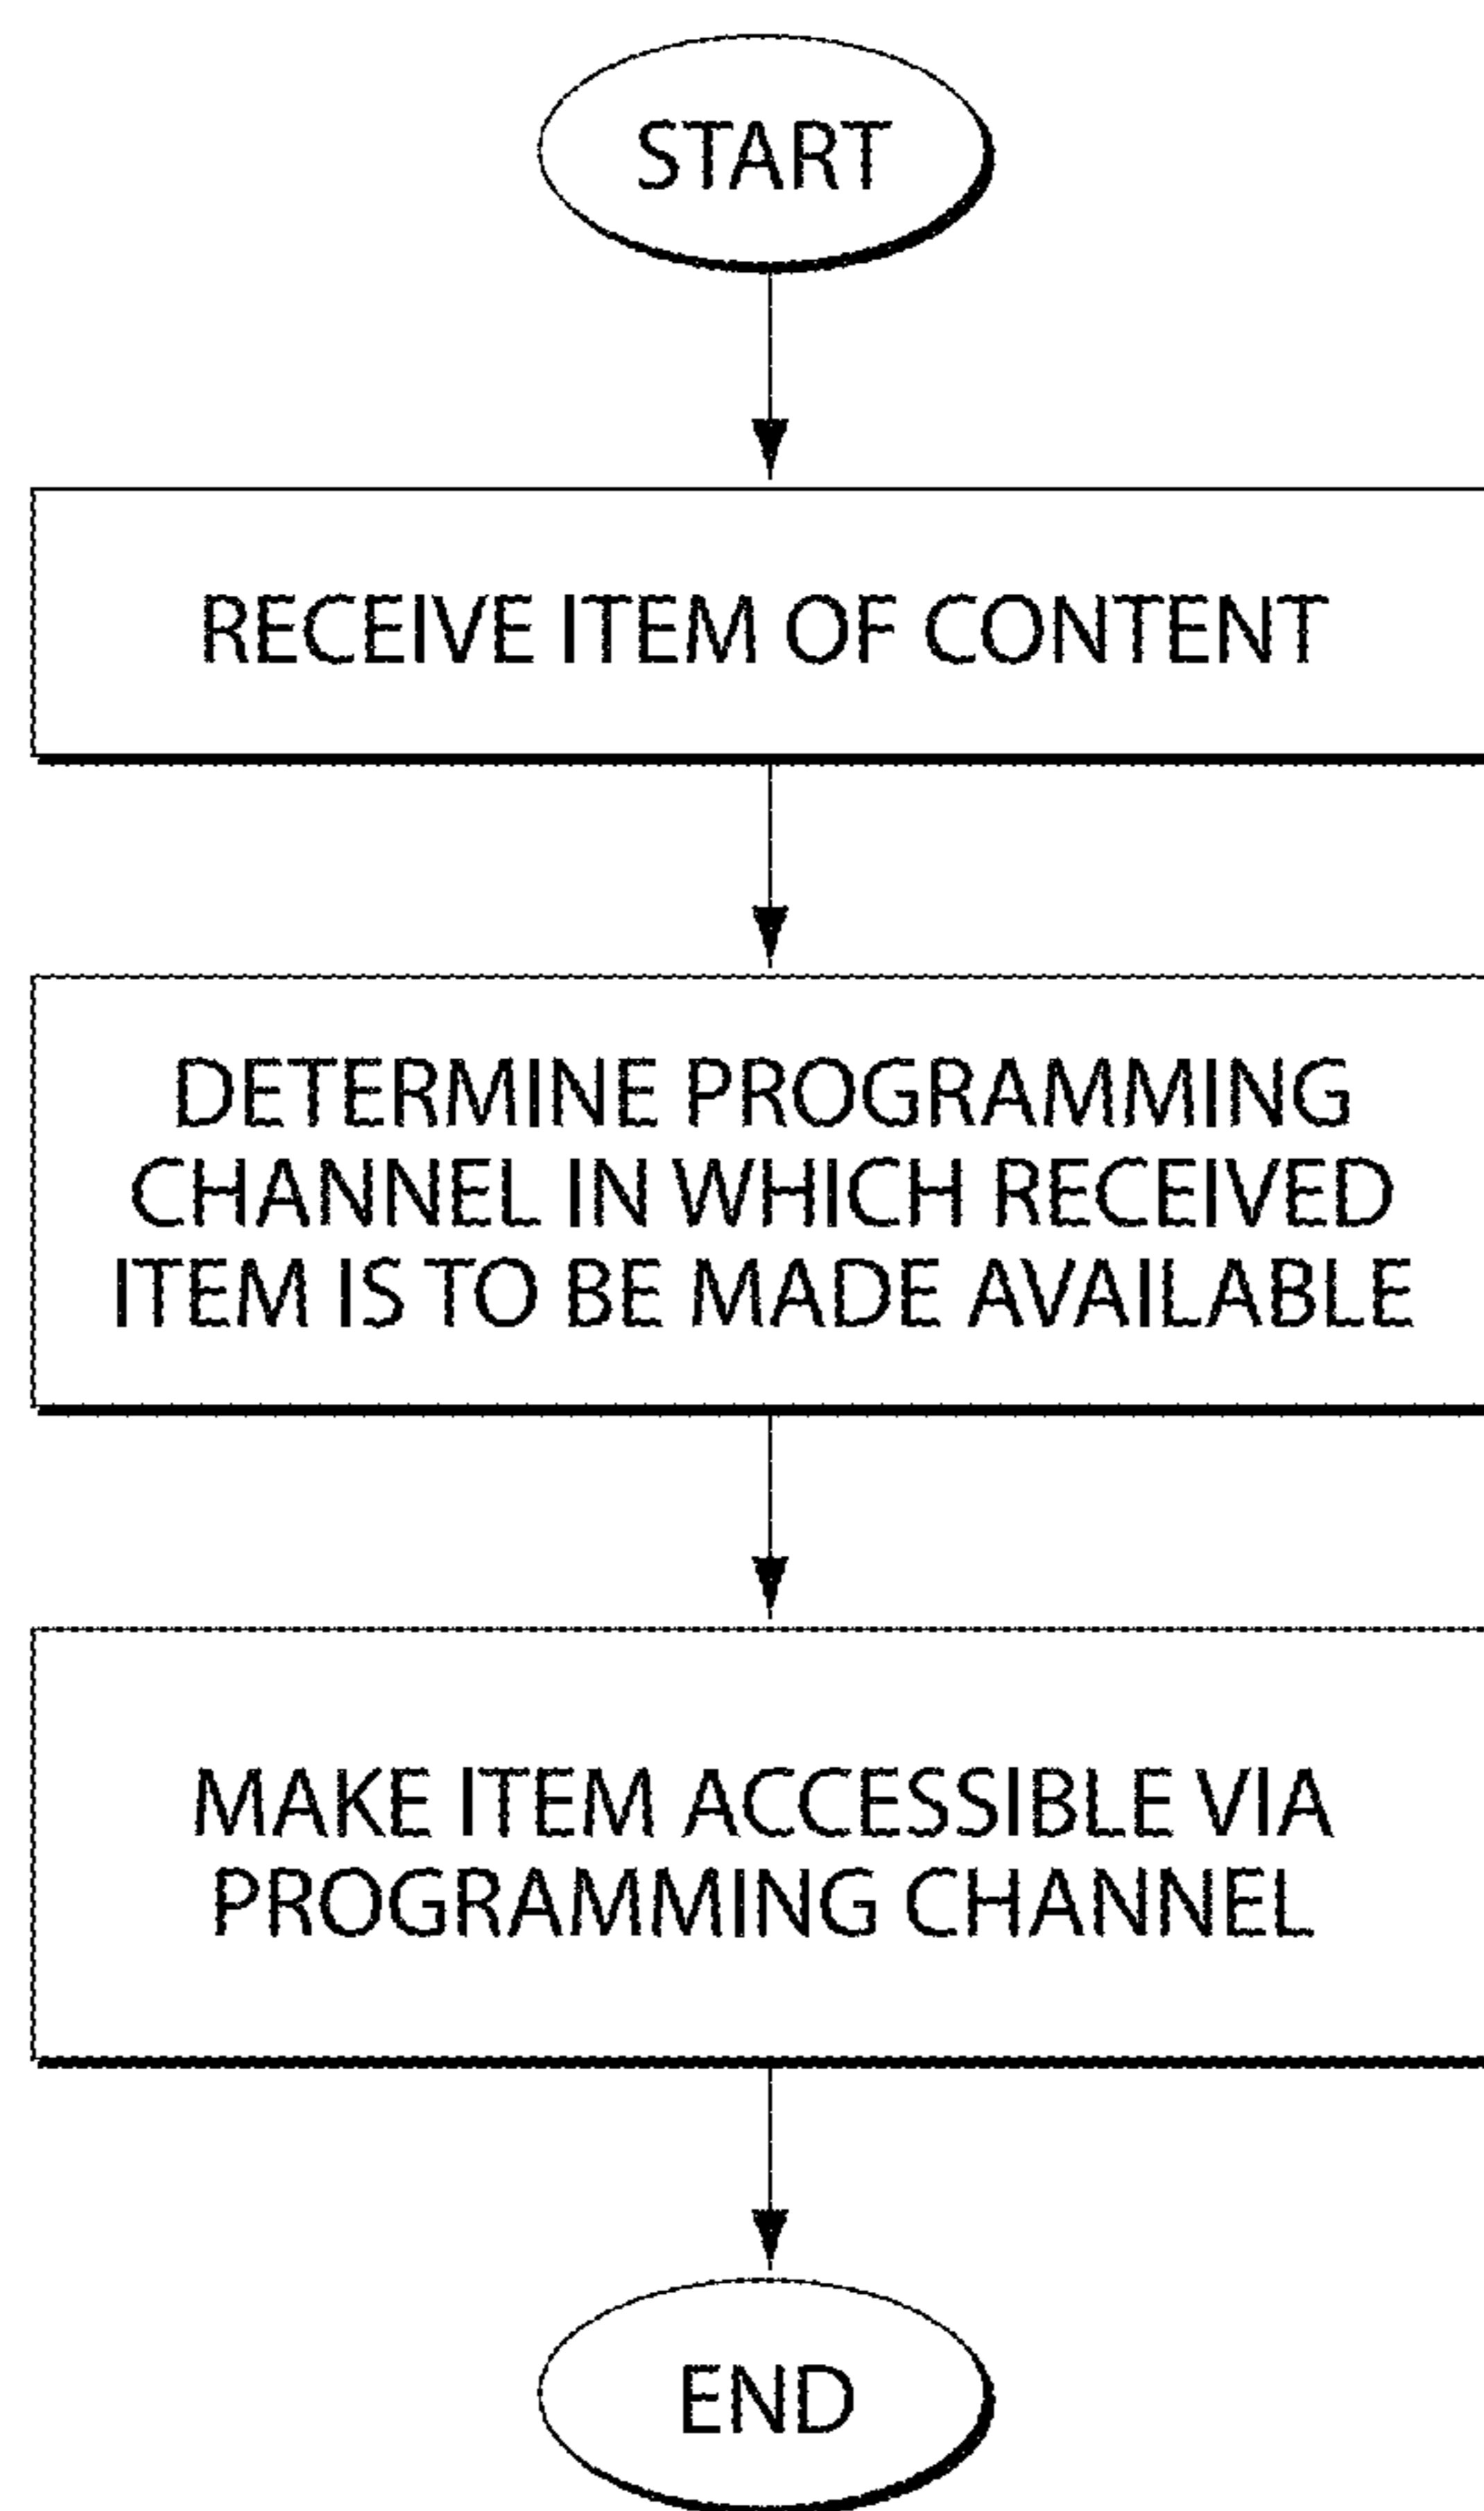 START
RECEIVE ITEM OF CONTENT
DETERMINE PROGRAMMING
CHANNEL IN WHICH RECEIVED
ITEM IS TO BE MADE AVAILABLE
MAKE ITEM ACCESSIBLE VIA
PROGRAMMING CHANNEL
END